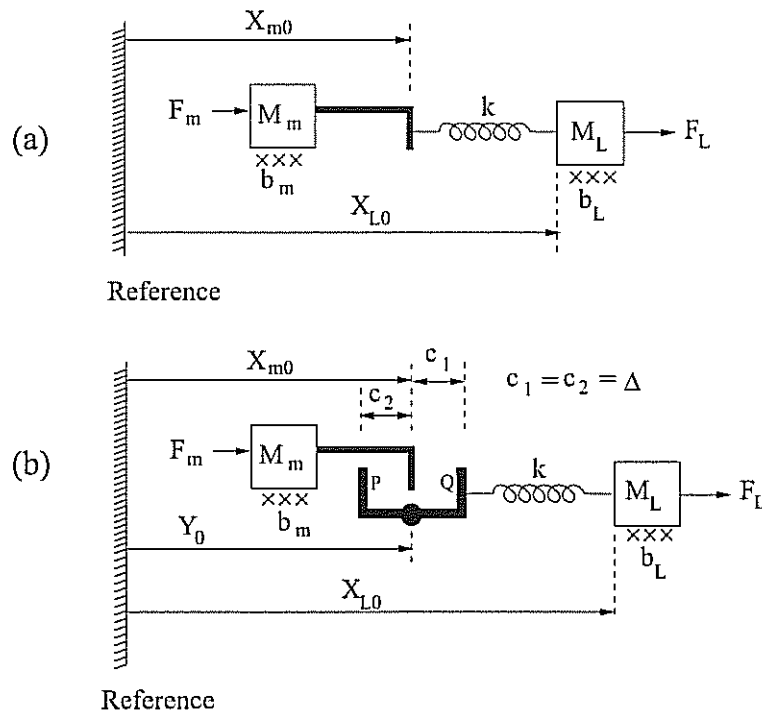 (a)
X_m0
F_m
M_m
b_m
k
M_L
F_L
b_L
X_L0
Reference
(b)
X_m0
c_1
c_1 = c_2 = Δ
c_2
F_m
M_m
b_m
P
Q
k
M_L
F_L
b_L
Y_0
X_L0
Reference